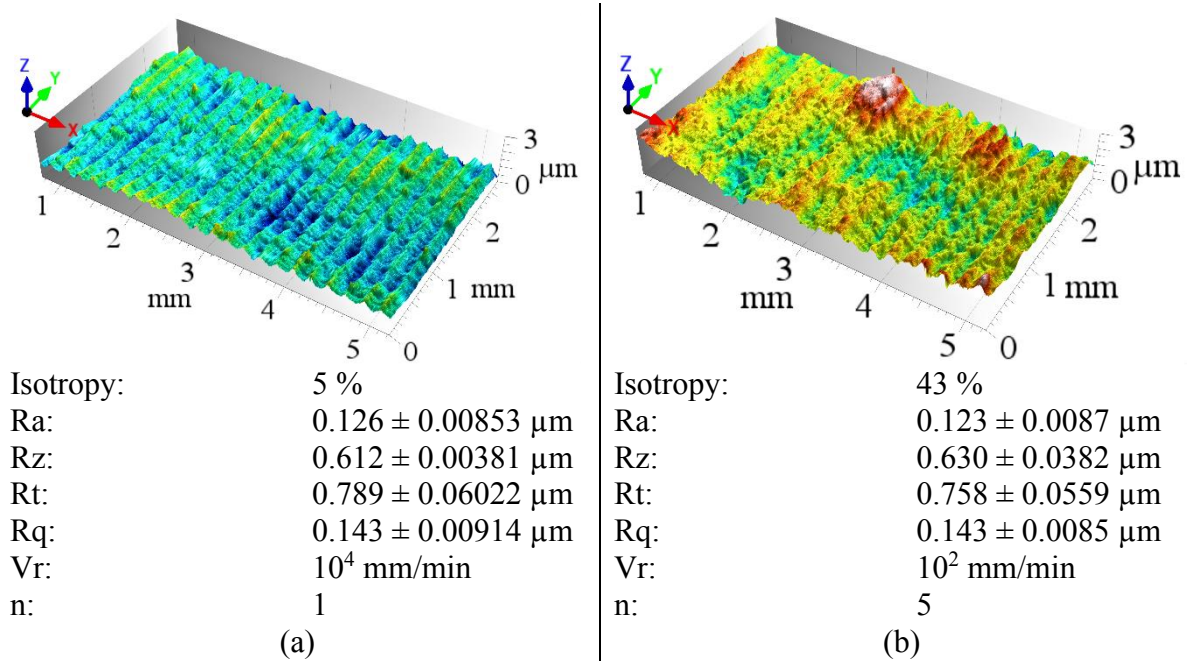 Z
Y
X
3
0 µm
2
1 mm
0
1
2
3
mm
4
5
Isotropy: 5 %
Ra: 0.126 ± 0.00853 µm
Rz: 0.612 ± 0.00381 µm
Rt: 0.789 ± 0.06022 µm
Rq: 0.143 ± 0.00914 µm
Vr: 10⁴ mm/min
n: 1
(a)
Z
Y
X
3
0 µm
2
1 mm
0
1
2
3
mm
4
5
Isotropy: 43 %
Ra: 0.123 ± 0.0087 µm
Rz: 0.630 ± 0.0382 µm
Rt: 0.758 ± 0.0559 µm
Rq: 0.143 ± 0.0085 µm
Vr: 10² mm/min
n: 5
(b)